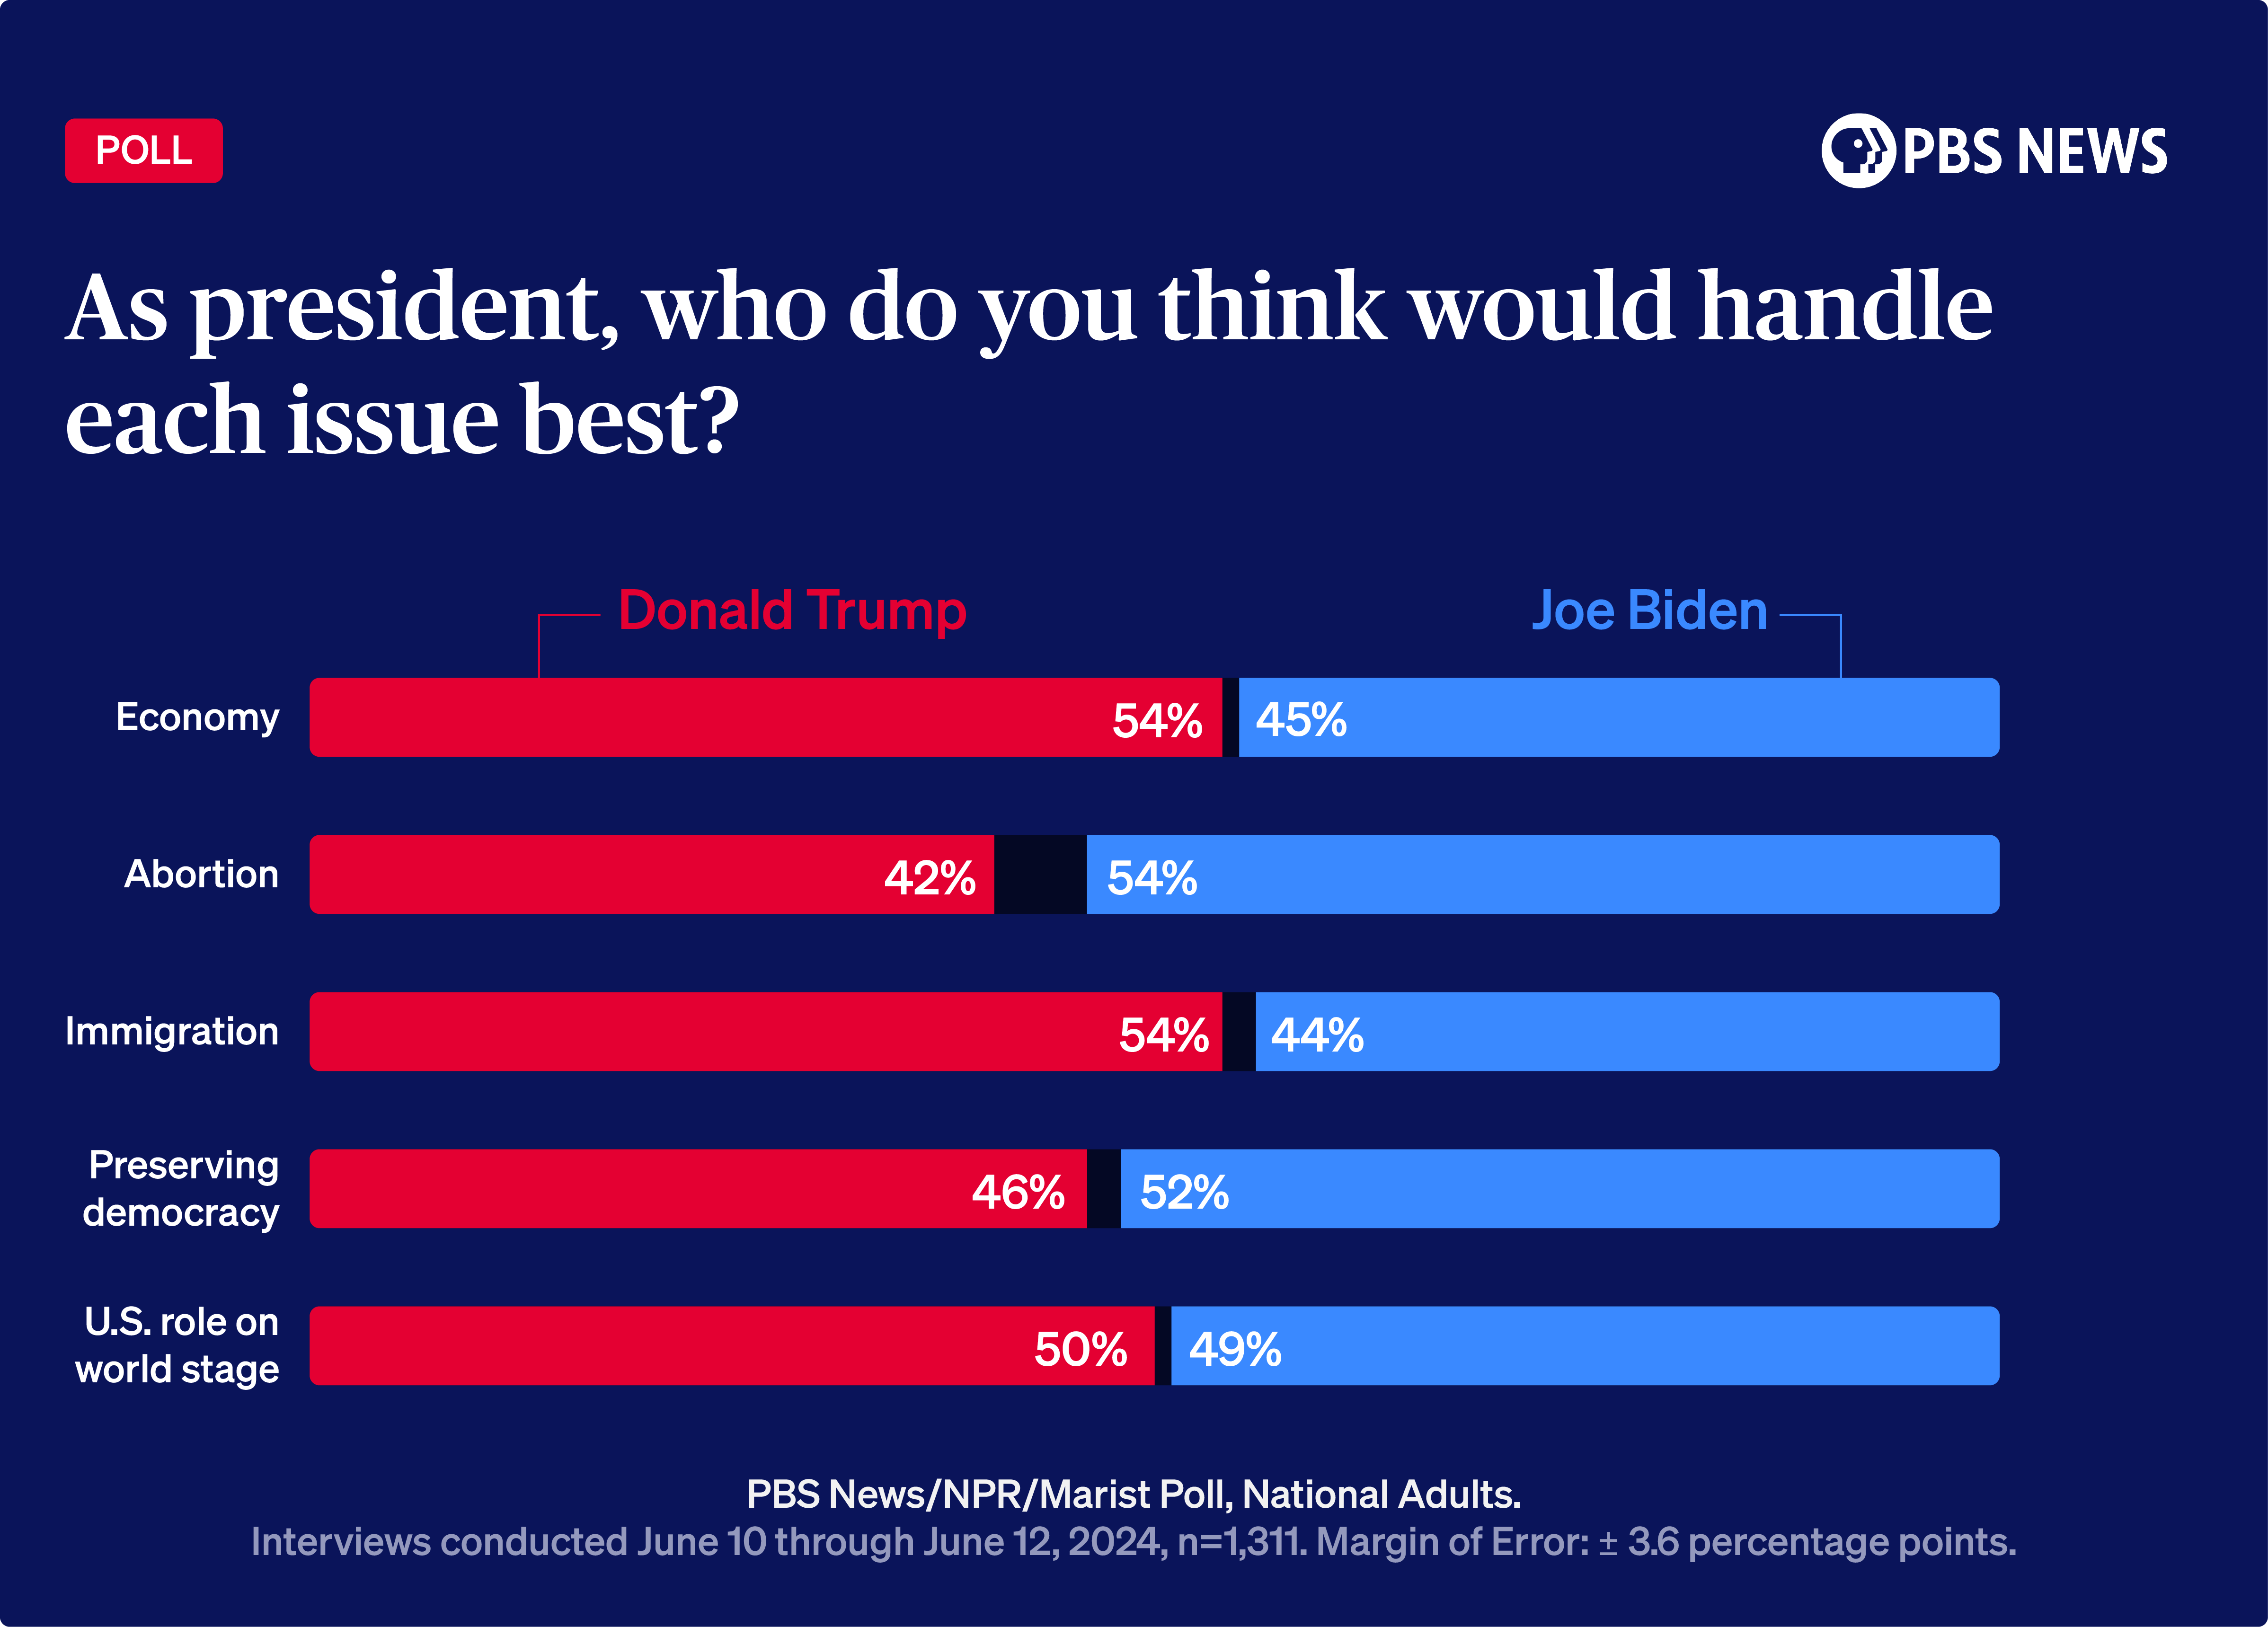 POLL
PBS NEWS
As president, who do you think would handle
each issue best?
Donald Trump
Joe Biden
Economy
54%
45%
Abortion
42%
54%
Immigration
54%
44%
Preserving
democracy
46%
52%
U.S. role on
world stage
50%
49%
PBS News/NPR/Marist Poll, National Adults.
Interviews conducted June 10 through June 12, 2024, n=1,311. Margin of Error: ± 3.6 percentage points.